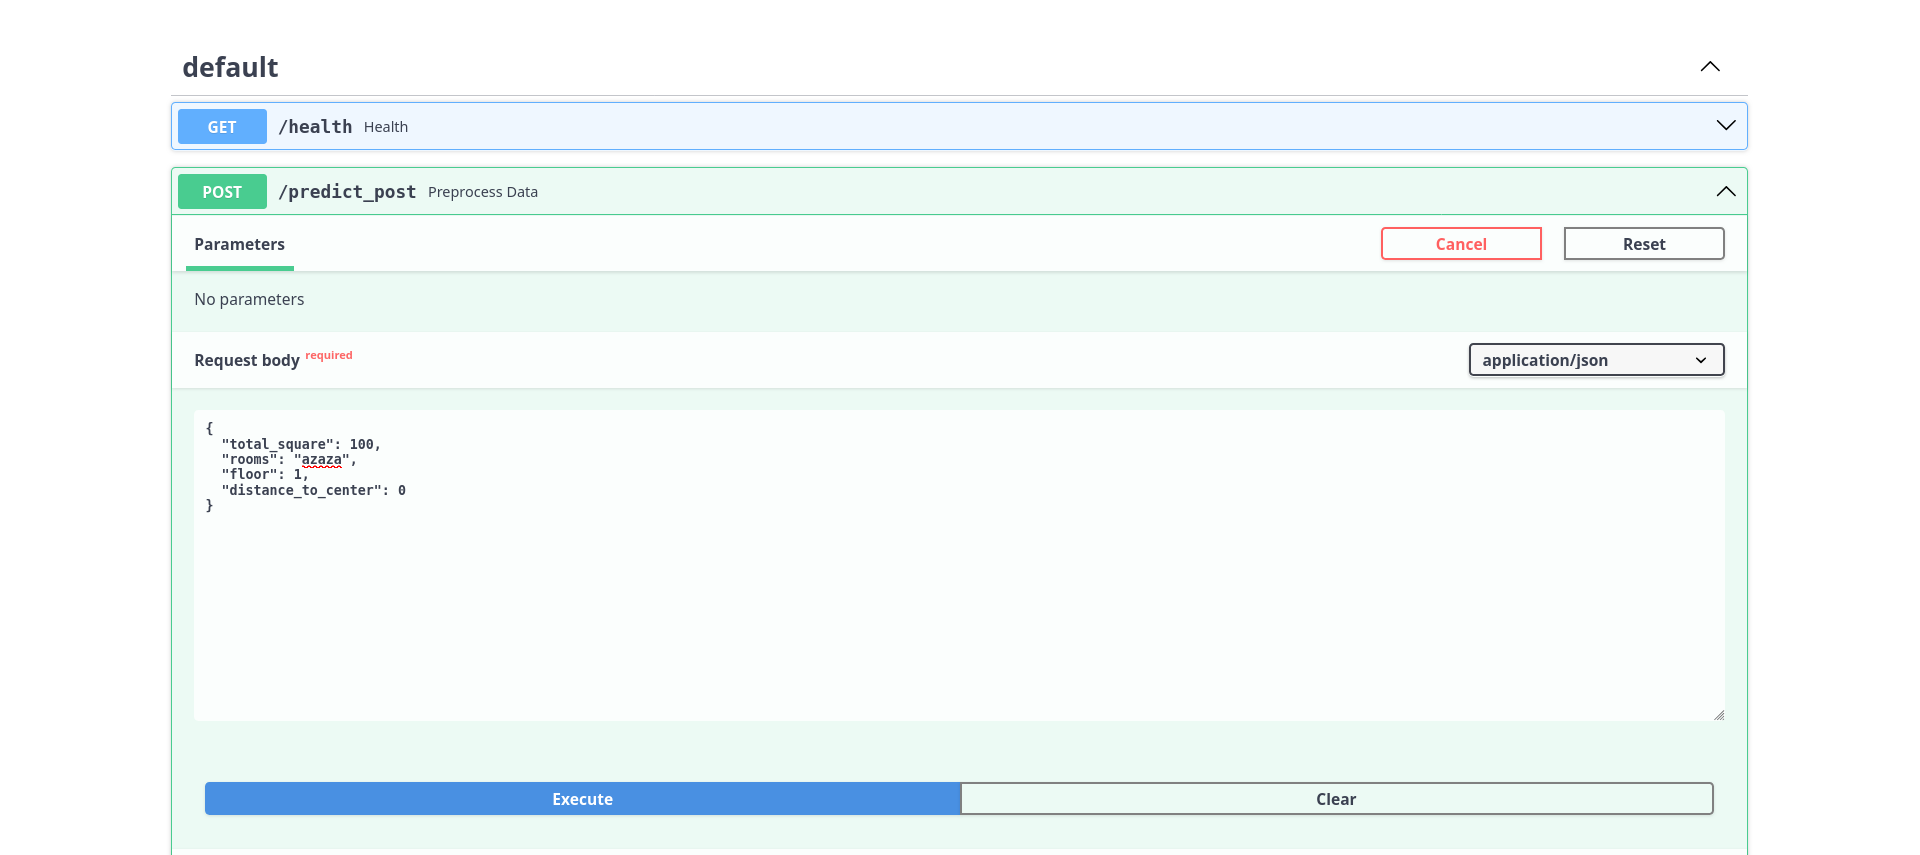 default
GET /health Health
POST /predict_post Preprocess Data
Parameters Cancel Reset
No parameters
Request body required application/json
{
  "total_square": 100,
  "rooms": "azaza",
  "floor": 1,
  "distance_to_center": 0
}
Execute Clear